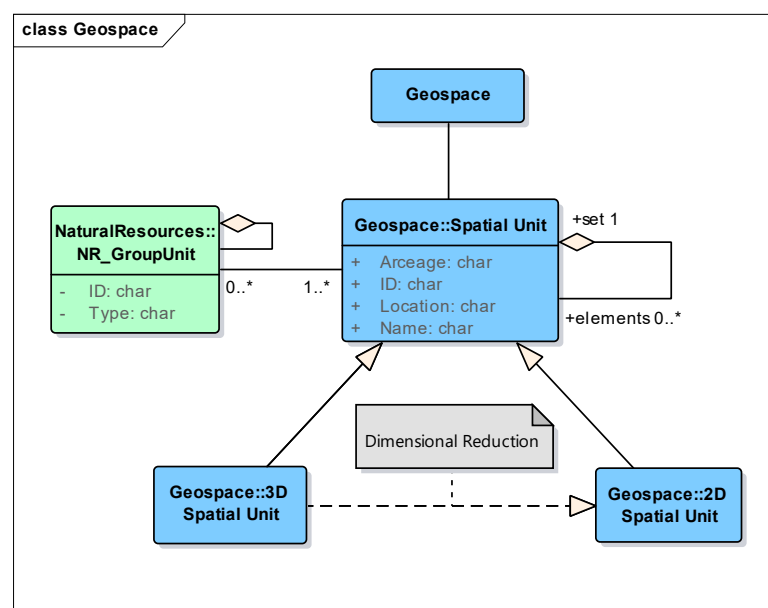 class Geospace
Geospace
NaturalResources::
NR_GroupUnit
- ID: char
- Type: char
Geospace::Spatial Unit
+ Arceage: char
+ ID: char
+ Location: char
+ Name: char
+set 1
+elements 0..*
0..*
1..*
Dimensional Reduction
Geospace::3D
Spatial Unit
Geospace::2D
Spatial Unit